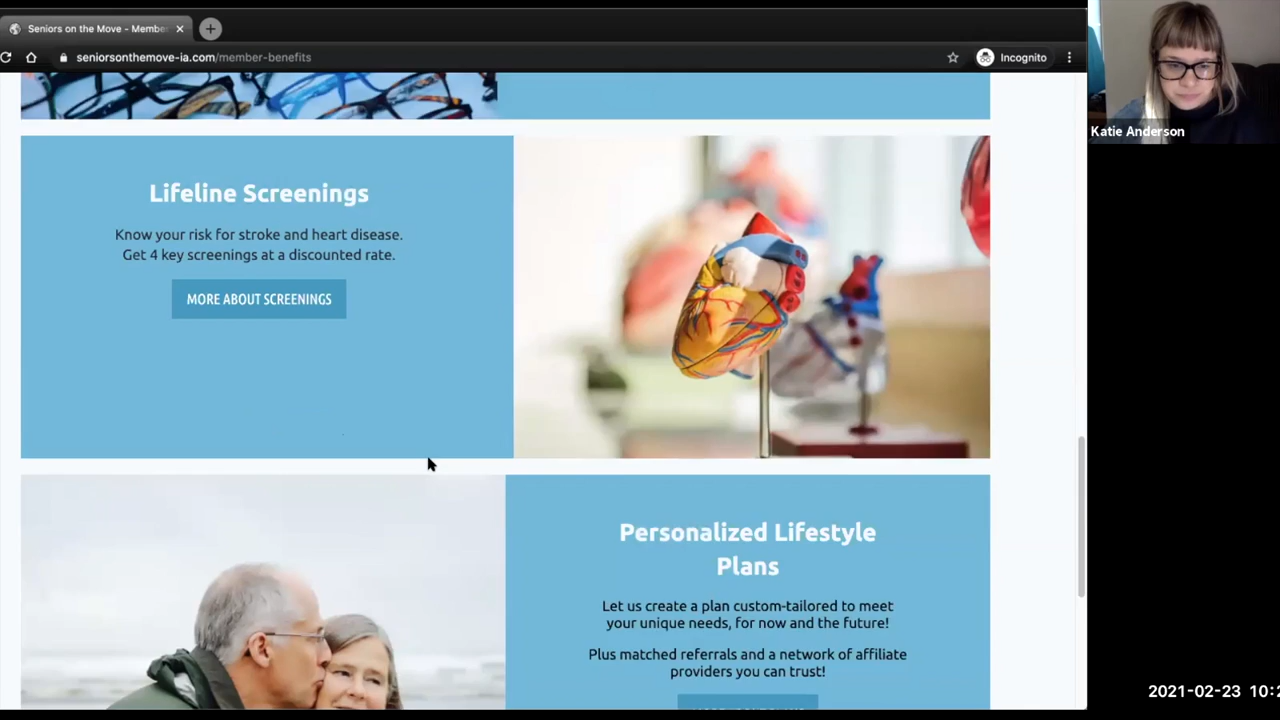 Seniors on the Move - Membe
seniorsonthemove-ia.com/member-benefits
Incognito
Katie Anderson
Lifeline Screenings
Know your risk for stroke and heart disease.
Get 4 key screenings at a discounted rate.
MORE ABOUT SCREENINGS
Personalized Lifestyle
Plans
Let us create a plan custom-tailored to meet
your unique needs, for now and the future!
Plus matched referrals and a network of affiliate
providers you can trust!
2021-02-23 10:2